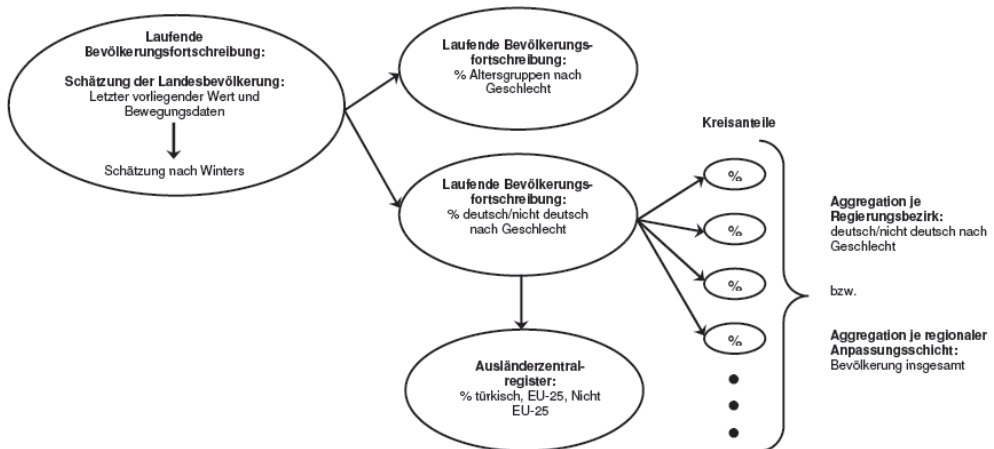 Laufende
Bevölkerungsfortschreibung:
Schätzung der Landesbevölkerung:
Letzter vorliegender Wert und
Bewegungsdaten
Schätzung nach Winters
Laufende Bevölkerungs-
fortschreibung:
% Altersgruppen nach
Geschlecht
Laufende Bevölkerungs-
fortschreibung:
% deutsch/nicht deutsch
nach Geschlecht
Ausländerzentral-
register:
% türkisch, EU-25, Nicht
EU-25
Kreisanteile
%
%
%
%
Aggregation je
Regierungsbezirk:
deutsch/nicht deutsch nach
Geschlecht
bzw.
Aggregation je regionaler
Anpassungsschicht:
Bevölkerung insgesamt